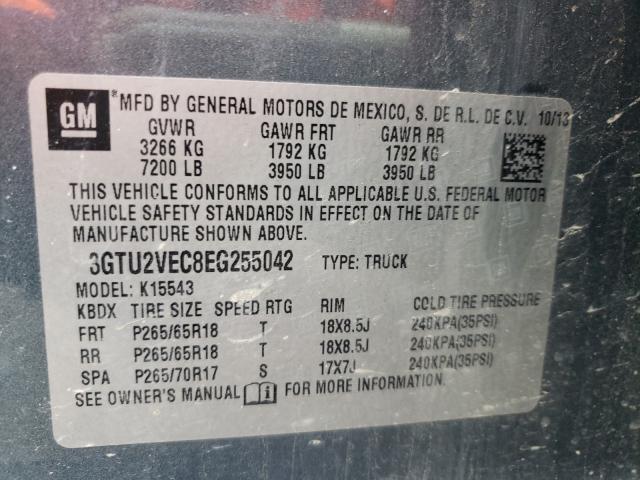 GM
*MFD BY GENERAL MOTORS DE MEXICO, S. DE R.L. DE C.V. 10/13
GVWR GAWR FRT GAWR RR
3266 KG 1792 KG 1792 KG
7200 LB 3950 LB 3950 LB
THIS VEHICLE CONFORMS TO ALL APPLICABLE U.S. FEDERAL MOTOR
VEHICLE SAFETY STANDARDS IN EFFECT ON THE DATE OF
MANUFACTURE SHOWN ABOVE.
3GTU2VEC8EG255042 TYPE: TRUCK
MODEL: K15543
KBDX TIRE SIZE SPEED RTG RIM COLD TIRE PRESSURE
FRT P265/65R18 T 18X8.5J 240KPA(35PSI)
RR P265/65R18 T 18X8.5J 240KPA(35PSI)
SPA P265/70R17 S 17X7J 240KPA(35PSI)
SEE OWNER'S MANUAL FOR MORE INFORMATION.